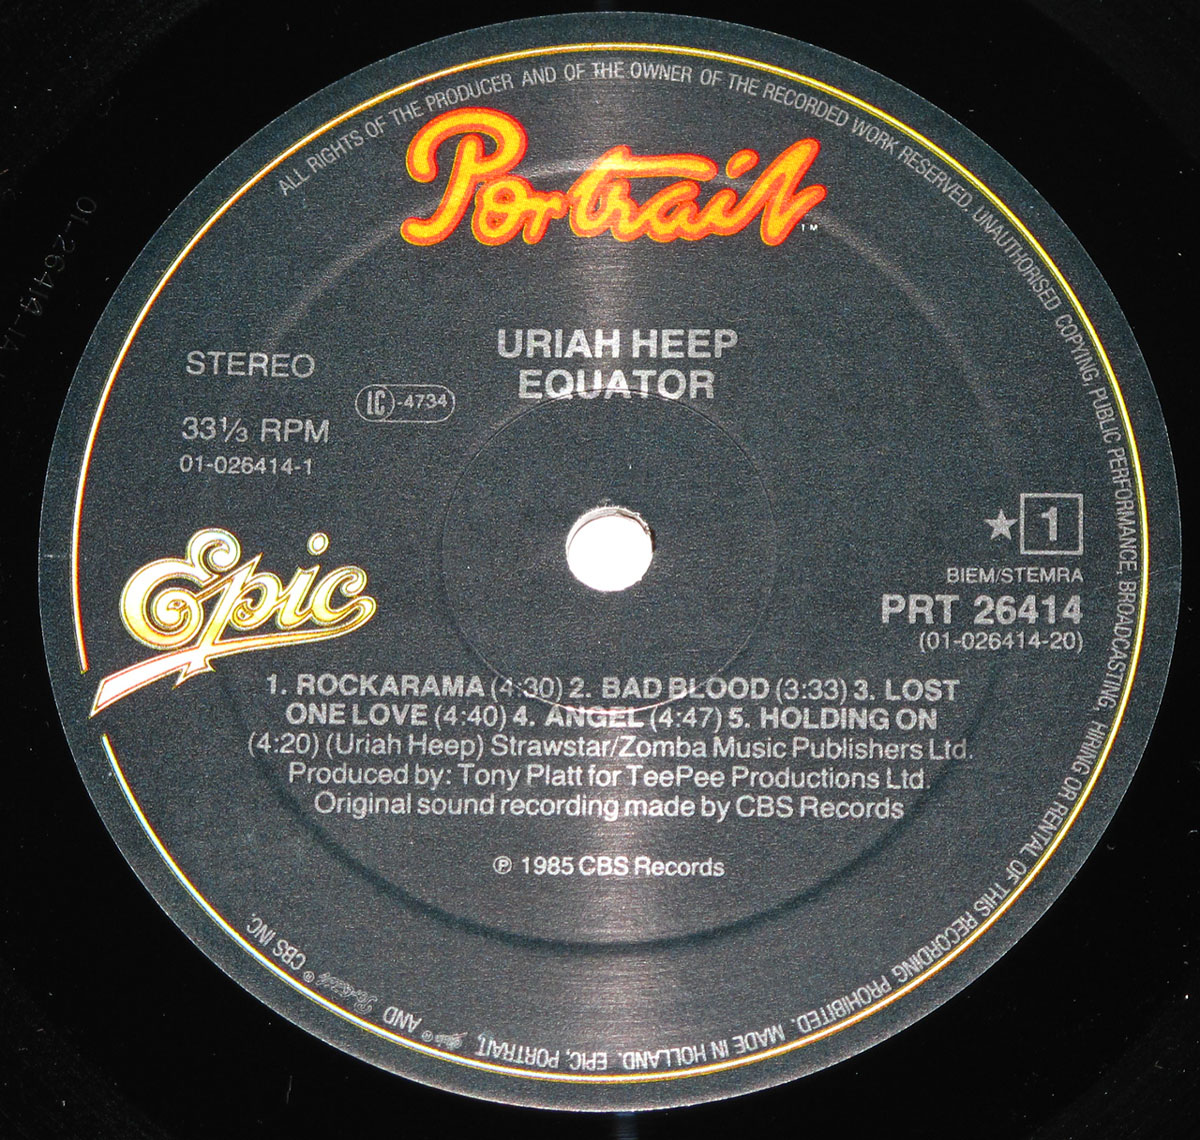 ALL RIGHTS OF THE PRODUCER AND OF THE OWNER OF THE RECORDED WORK RESERVED. UNAUTHORISED COPYING, PUBLIC PERFORMANCE, BROADCASTING, HIRING OR RENTAL OF THIS RECORDING PROHIBITED. MADE IN HOLLAND. EPIC, PORTRAIT, Epic ® AND Portrait ® CBS INC.
Portrait ™
URIAH HEEP
EQUATOR
STEREO
LC -4734
33⅓ RPM
01-026414-1
★ 1
BIEM/STEMRA
PRT 26414
(01-026414-20)
Epic
1. ROCKARAMA (4:30) 2. BAD BLOOD (3:33) 3. LOST
ONE LOVE (4:40) 4. ANGEL (4:47) 5. HOLDING ON
(4:20) (Uriah Heep) Strawstar/Zomba Music Publishers Ltd.
Produced by: Tony Platt for TeePee Productions Ltd.
Original sound recording made by CBS Records
℗ 1985 CBS Records